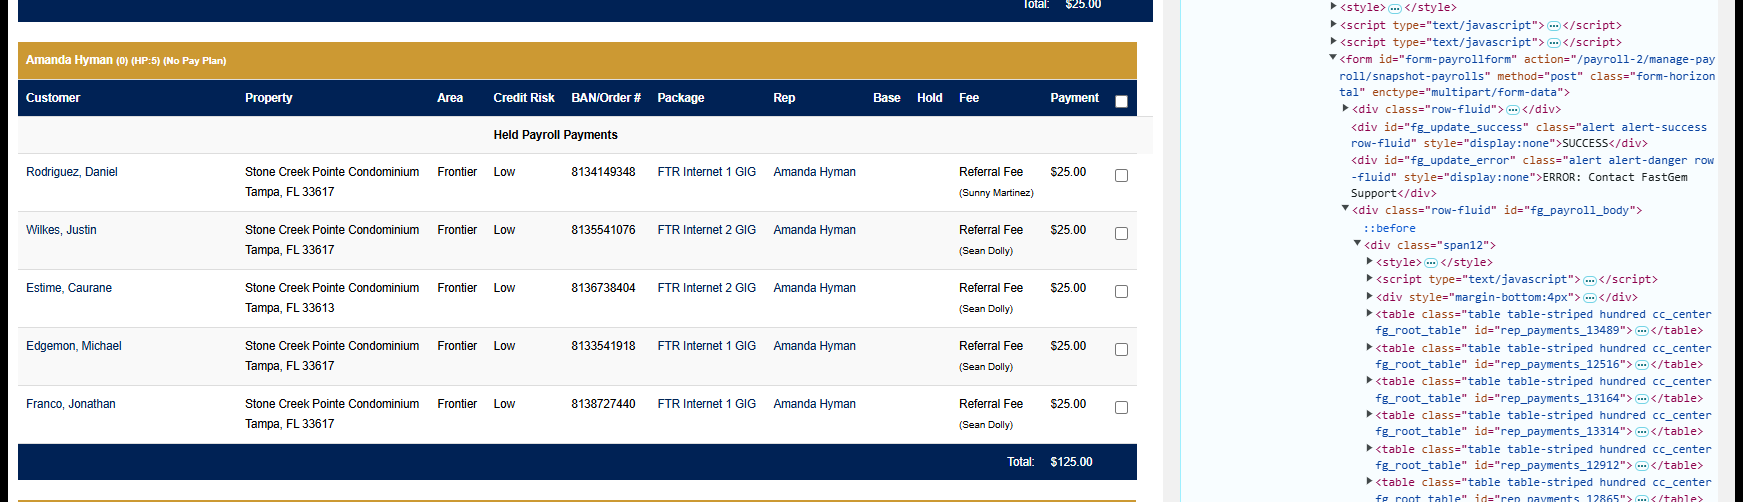 Total: $25.00
Amanda Hyman (0) (HP:5) (No Pay Plan)
Customer Property Area Credit Risk BAN/Order # Package Rep Base Hold Fee Payment
Held Payroll Payments
Rodriguez, Daniel Stone Creek Pointe Condominium Frontier Low 8134149348 FTR Internet 1 GIG Amanda Hyman Referral Fee $25.00
Tampa, FL 33617 (Sunny Martinez)
Wilkes, Justin Stone Creek Pointe Condominium Frontier Low 8135541076 FTR Internet 2 GIG Amanda Hyman Referral Fee $25.00
Tampa, FL 33617 (Sean Dolly)
Estime, Caurane Stone Creek Pointe Condominium Frontier Low 8136738404 FTR Internet 2 GIG Amanda Hyman Referral Fee $25.00
Tampa, FL 33613 (Sean Dolly)
Edgemon, Michael Stone Creek Pointe Condominium Frontier Low 8133541918 FTR Internet 1 GIG Amanda Hyman Referral Fee $25.00
Tampa, FL 33617 (Sean Dolly)
Franco, Jonathan Stone Creek Pointe Condominium Frontier Low 8138727440 FTR Internet 1 GIG Amanda Hyman Referral Fee $25.00
Tampa, FL 33617 (Sean Dolly)
Total: $125.00
<style>…</style>
<script type="text/javascript">…</script>
<script type="text/javascript">…</script>
<form id="form-payrollform" action="/payroll-2/manage-pay
roll/snapshot-payrolls" method="post" class="form-horizon
tal" enctype="multipart/form-data">
<div class="row-fluid">…</div>
<div id="fg_update_success" class="alert alert-success
row-fluid" style="display:none">SUCCESS</div>
<div id="fg_update_error" class="alert alert-danger row
-fluid" style="display:none">ERROR: Contact FastGem
Support</div>
<div class="row-fluid" id="fg_payroll_body">
::before
<div class="span12">
<style>…</style>
<script type="text/javascript">…</script>
<div style="margin-bottom:4px">…</div>
<table class="table table-striped hundred cc_center
fg_root_table" id="rep_payments_13489">…</table>
<table class="table table-striped hundred cc_center
fg_root_table" id="rep_payments_12516">…</table>
<table class="table table-striped hundred cc_center
fg_root_table" id="rep_payments_13164">…</table>
<table class="table table-striped hundred cc_center
fg_root_table" id="rep_payments_13314">…</table>
<table class="table table-striped hundred cc_center
fg_root_table" id="rep_payments_12912">…</table>
<table class="table table-striped hundred cc_center
fg_root_table" id="rep_payments_12865">…</table>